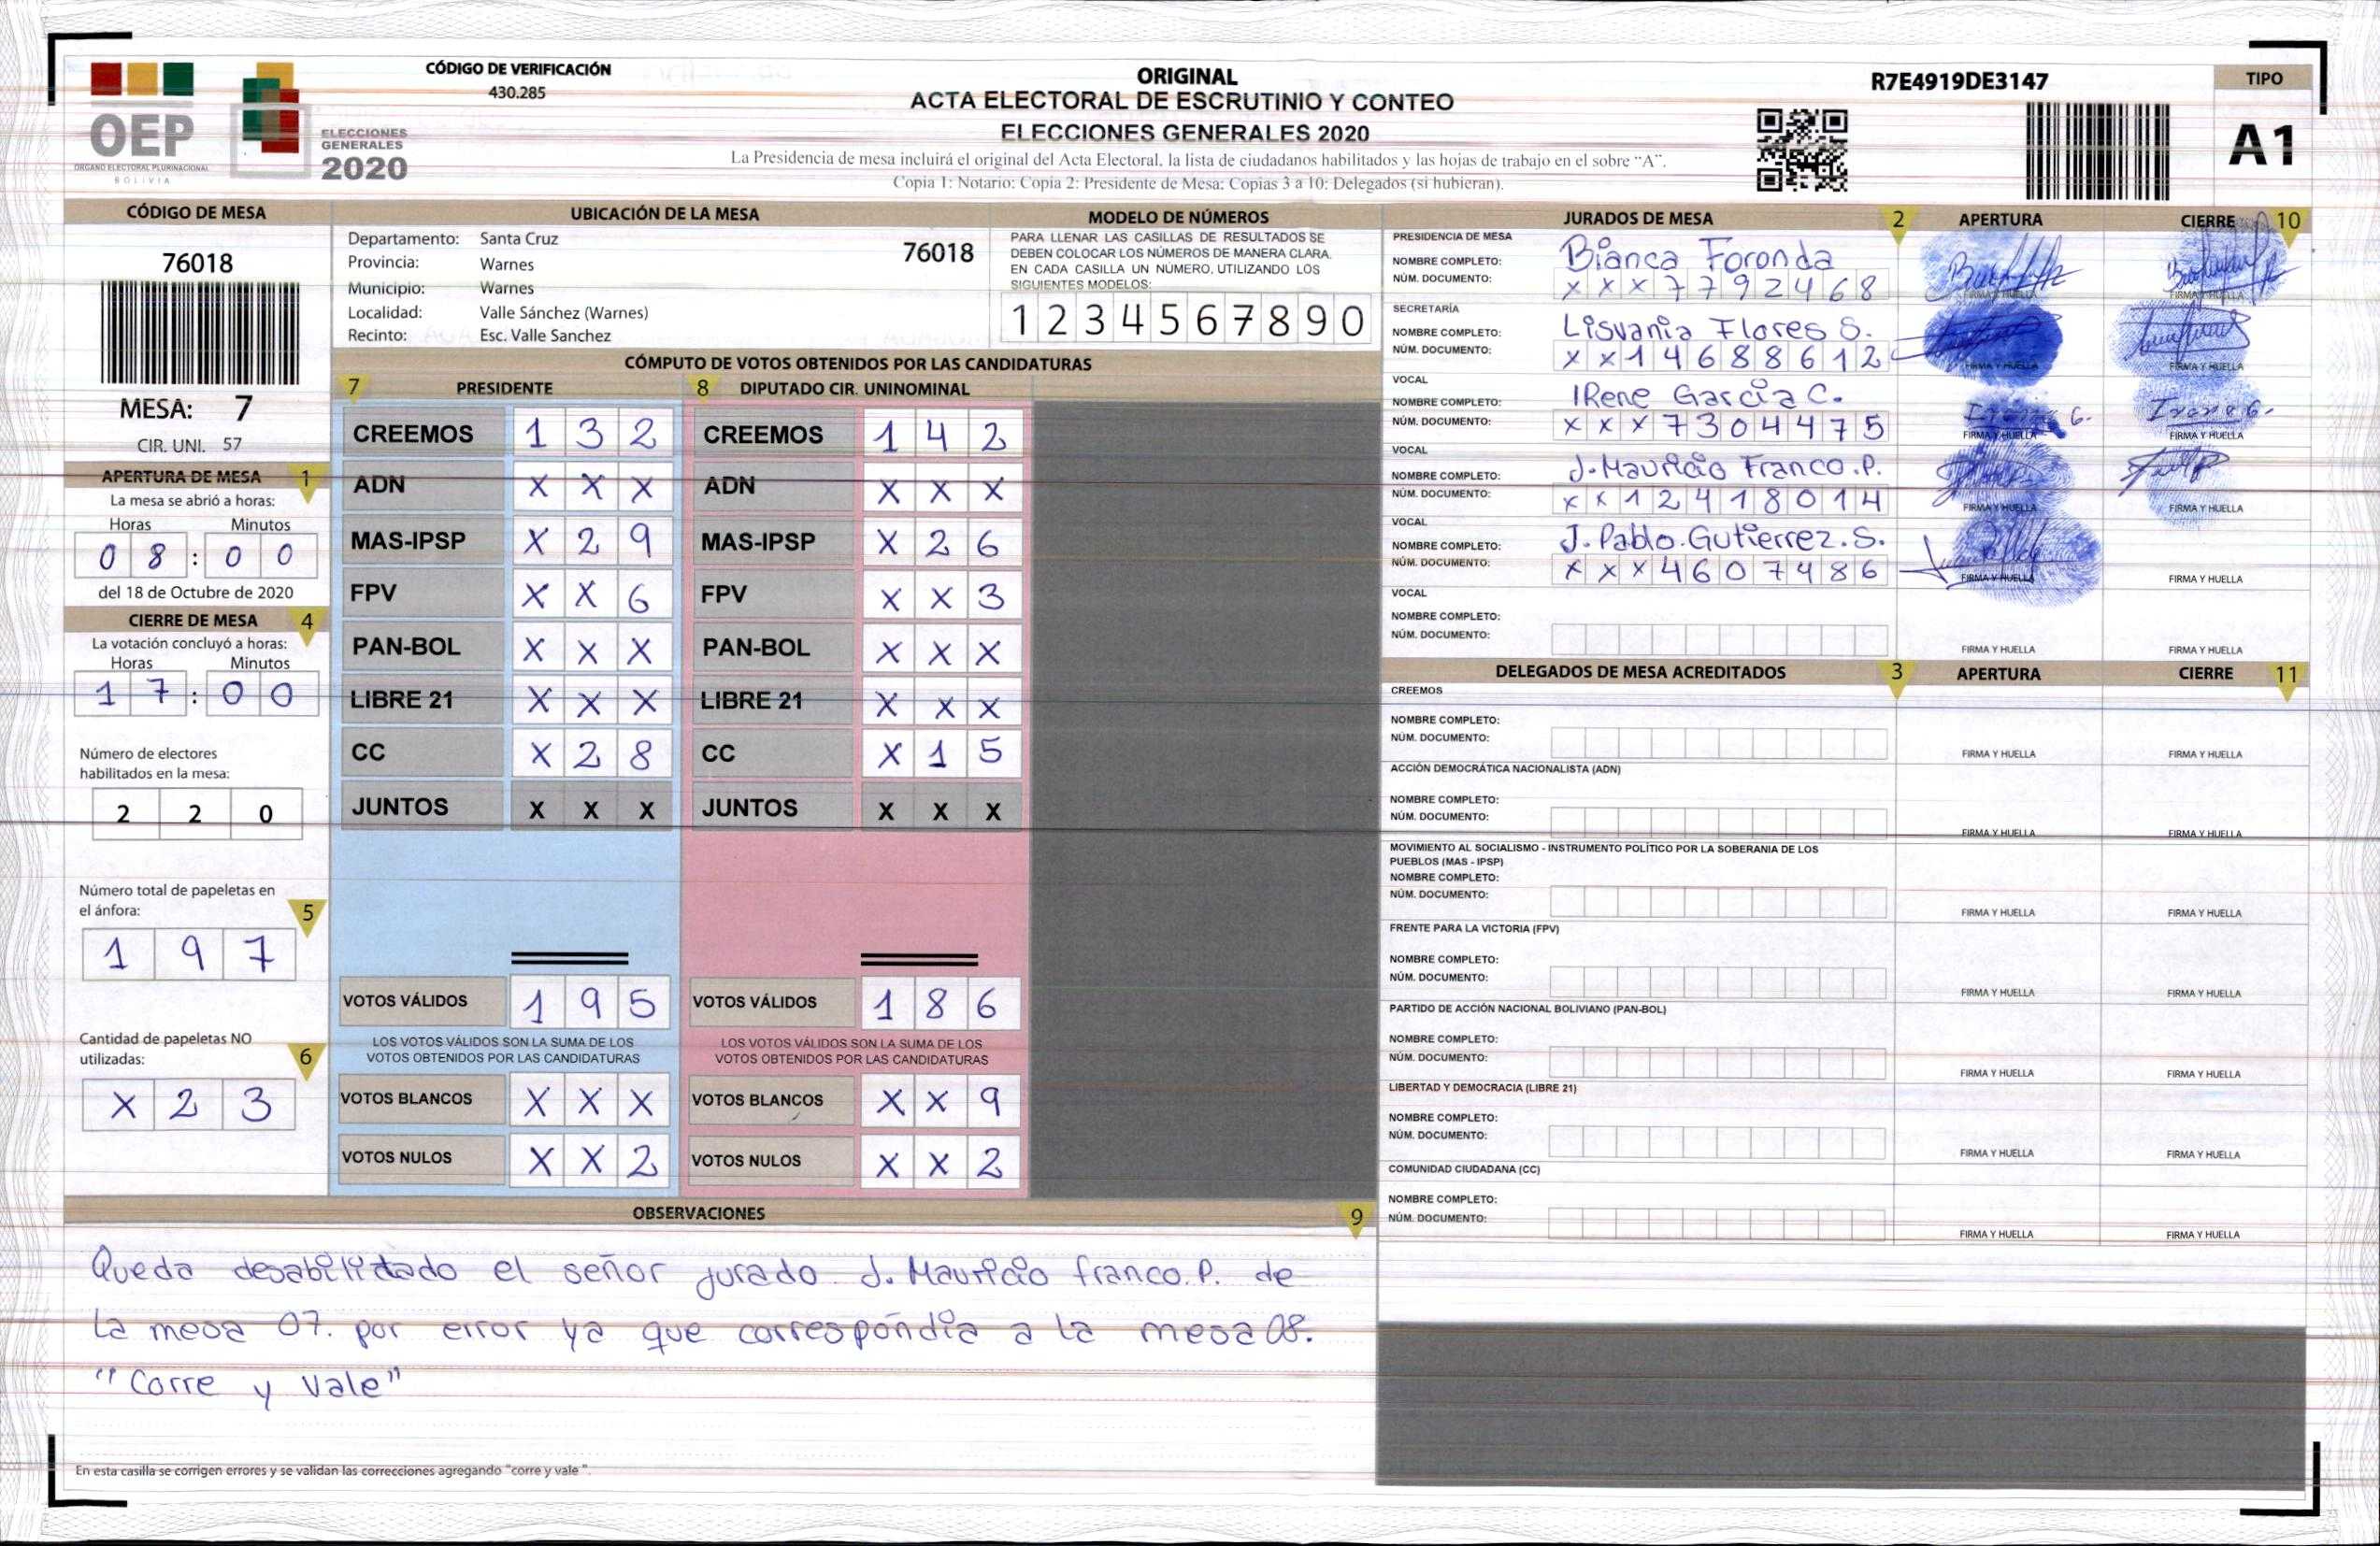 OEP
ÓRGANO ELECTORAL PLURINACIONAL
BOLIVIA
ELECCIONES
GENERALES
2020
CÓDIGO DE VERIFICACIÓN
430.285
ORIGINAL
ACTA ELECTORAL DE ESCRUTINIO Y CONTEO
ELECCIONES GENERALES 2020
La Presidencia de mesa incluirá el original del Acta Electoral, la lista de ciudadanos habilitados y las hojas de trabajo en el sobre "A".
Copia 1: Notario: Copia 2: Presidente de Mesa: Copias 3 a 10: Delegados (si hubieran).
R7E4919DE3147
TIPO
A1
CÓDIGO DE MESA
76018
MESA: 7
CIR. UNI. 57
APERTURA DE MESA 1
La mesa se abrió a horas:
Horas Minutos
08:00
del 18 de Octubre de 2020
CIERRE DE MESA 4
La votación concluyó a horas:
Horas Minutos
17:00
Número de electores
habilitados en la mesa:
2 2 0
Número total de papeletas en
el ánfora: 5
1 9 7
Cantidad de papeletas NO
utilizadas: 6
X 2 3
UBICACIÓN DE LA MESA
Departamento: Santa Cruz
Provincia: Warnes
Municipio: Warnes
Localidad: Valle Sánchez (Warnes)
Recinto: Esc. Valle Sanchez
76018
MODELO DE NÚMEROS
PARA LLENAR LAS CASILLAS DE RESULTADOS SE
DEBEN COLOCAR LOS NÚMEROS DE MANERA CLARA.
EN CADA CASILLA UN NÚMERO, UTILIZANDO LOS
SIGUIENTES MODELOS:
1 2 3 4 5 6 7 8 9 0
CÓMPUTO DE VOTOS OBTENIDOS POR LAS CANDIDATURAS
7 PRESIDENTE 8 DIPUTADO CIR. UNINOMINAL
CREEMOS 1 3 2 CREEMOS 1 4 2
ADN X X X ADN X X X
MAS-IPSP X 2 9 MAS-IPSP X 2 6
FPV X X 6 FPV X X 3
PAN-BOL X X X PAN-BOL X X X
LIBRE 21 X X X LIBRE 21 X X X
CC X 2 8 CC X 1 5
JUNTOS X X X JUNTOS X X X
VOTOS VÁLIDOS 1 9 5 VOTOS VÁLIDOS 1 8 6
LOS VOTOS VÁLIDOS SON LA SUMA DE LOS LOS VOTOS VÁLIDOS SON LA SUMA DE LOS
VOTOS OBTENIDOS POR LAS CANDIDATURAS VOTOS OBTENIDOS POR LAS CANDIDATURAS
VOTOS BLANCOS X X X VOTOS BLANCOS X X 9
VOTOS NULOS X X 2 VOTOS NULOS X X 2
OBSERVACIONES 9
Queda desabilitado el señor jurado J. Mauricio franco. P. de
La mesa 07. por error ya que correspondia a la mesa 08.
"Corre y Vale"
En esta casilla se corrigen errores y se validan las correcciones agregando "corre y vale".
JURADOS DE MESA 2 APERTURA CIERRE 10
PRESIDENCIA DE MESA
NOMBRE COMPLETO: Bianca Foronda
NÚM. DOCUMENTO: X X X 7 7 9 2 4 6 8
FIRMA Y HUELLA FIRMA Y HUELLA
SECRETARÍA
NOMBRE COMPLETO: Lisvania Flores S.
NÚM. DOCUMENTO: X X 1 4 6 8 8 6 1 2
FIRMA Y HUELLA FIRMA Y HUELLA
VOCAL
NOMBRE COMPLETO: IRene Garcia C.
NÚM. DOCUMENTO: X X X 7 3 0 4 4 7 5
Irene G. Irene G.
FIRMA Y HUELLA FIRMA Y HUELLA
VOCAL
NOMBRE COMPLETO: J. Mauricio Franco. P.
NÚM. DOCUMENTO: X X 1 2 4 1 8 0 1 4
FIRMA Y HUELLA FIRMA Y HUELLA
VOCAL
NOMBRE COMPLETO: J. Pablo. Gutierrez. S.
NÚM. DOCUMENTO: X X X 4 6 0 7 4 8 6
FIRMA Y HUELLA FIRMA Y HUELLA
VOCAL
NOMBRE COMPLETO:
NÚM. DOCUMENTO:
FIRMA Y HUELLA FIRMA Y HUELLA
DELEGADOS DE MESA ACREDITADOS 3 APERTURA CIERRE 11
CREEMOS
NOMBRE COMPLETO:
NÚM. DOCUMENTO:
FIRMA Y HUELLA FIRMA Y HUELLA
ACCIÓN DEMOCRÁTICA NACIONALISTA (ADN)
NOMBRE COMPLETO:
NÚM. DOCUMENTO:
FIRMA Y HUELLA FIRMA Y HUELLA
MOVIMIENTO AL SOCIALISMO - INSTRUMENTO POLÍTICO POR LA SOBERANIA DE LOS
PUEBLOS (MAS - IPSP)
NOMBRE COMPLETO:
NÚM. DOCUMENTO:
FIRMA Y HUELLA FIRMA Y HUELLA
FRENTE PARA LA VICTORIA (FPV)
NOMBRE COMPLETO:
NÚM. DOCUMENTO:
FIRMA Y HUELLA FIRMA Y HUELLA
PARTIDO DE ACCIÓN NACIONAL BOLIVIANO (PAN-BOL)
NOMBRE COMPLETO:
NÚM. DOCUMENTO:
FIRMA Y HUELLA FIRMA Y HUELLA
LIBERTAD Y DEMOCRACIA (LIBRE 21)
NOMBRE COMPLETO:
NÚM. DOCUMENTO:
FIRMA Y HUELLA FIRMA Y HUELLA
COMUNIDAD CIUDADANA (CC)
NOMBRE COMPLETO:
NÚM. DOCUMENTO:
FIRMA Y HUELLA FIRMA Y HUELLA